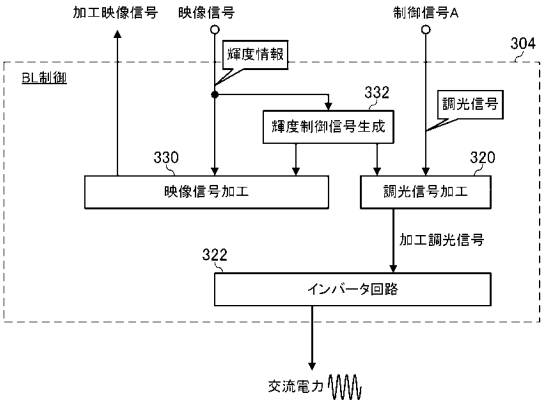 加工映像信号
映像信号
制御信号A
304
BL制御
輝度情報
332
調光信号
輝度制御信号生成
330
320
映像信号加工
調光信号加工
加工調光信号
322
インバータ回路
交流電力